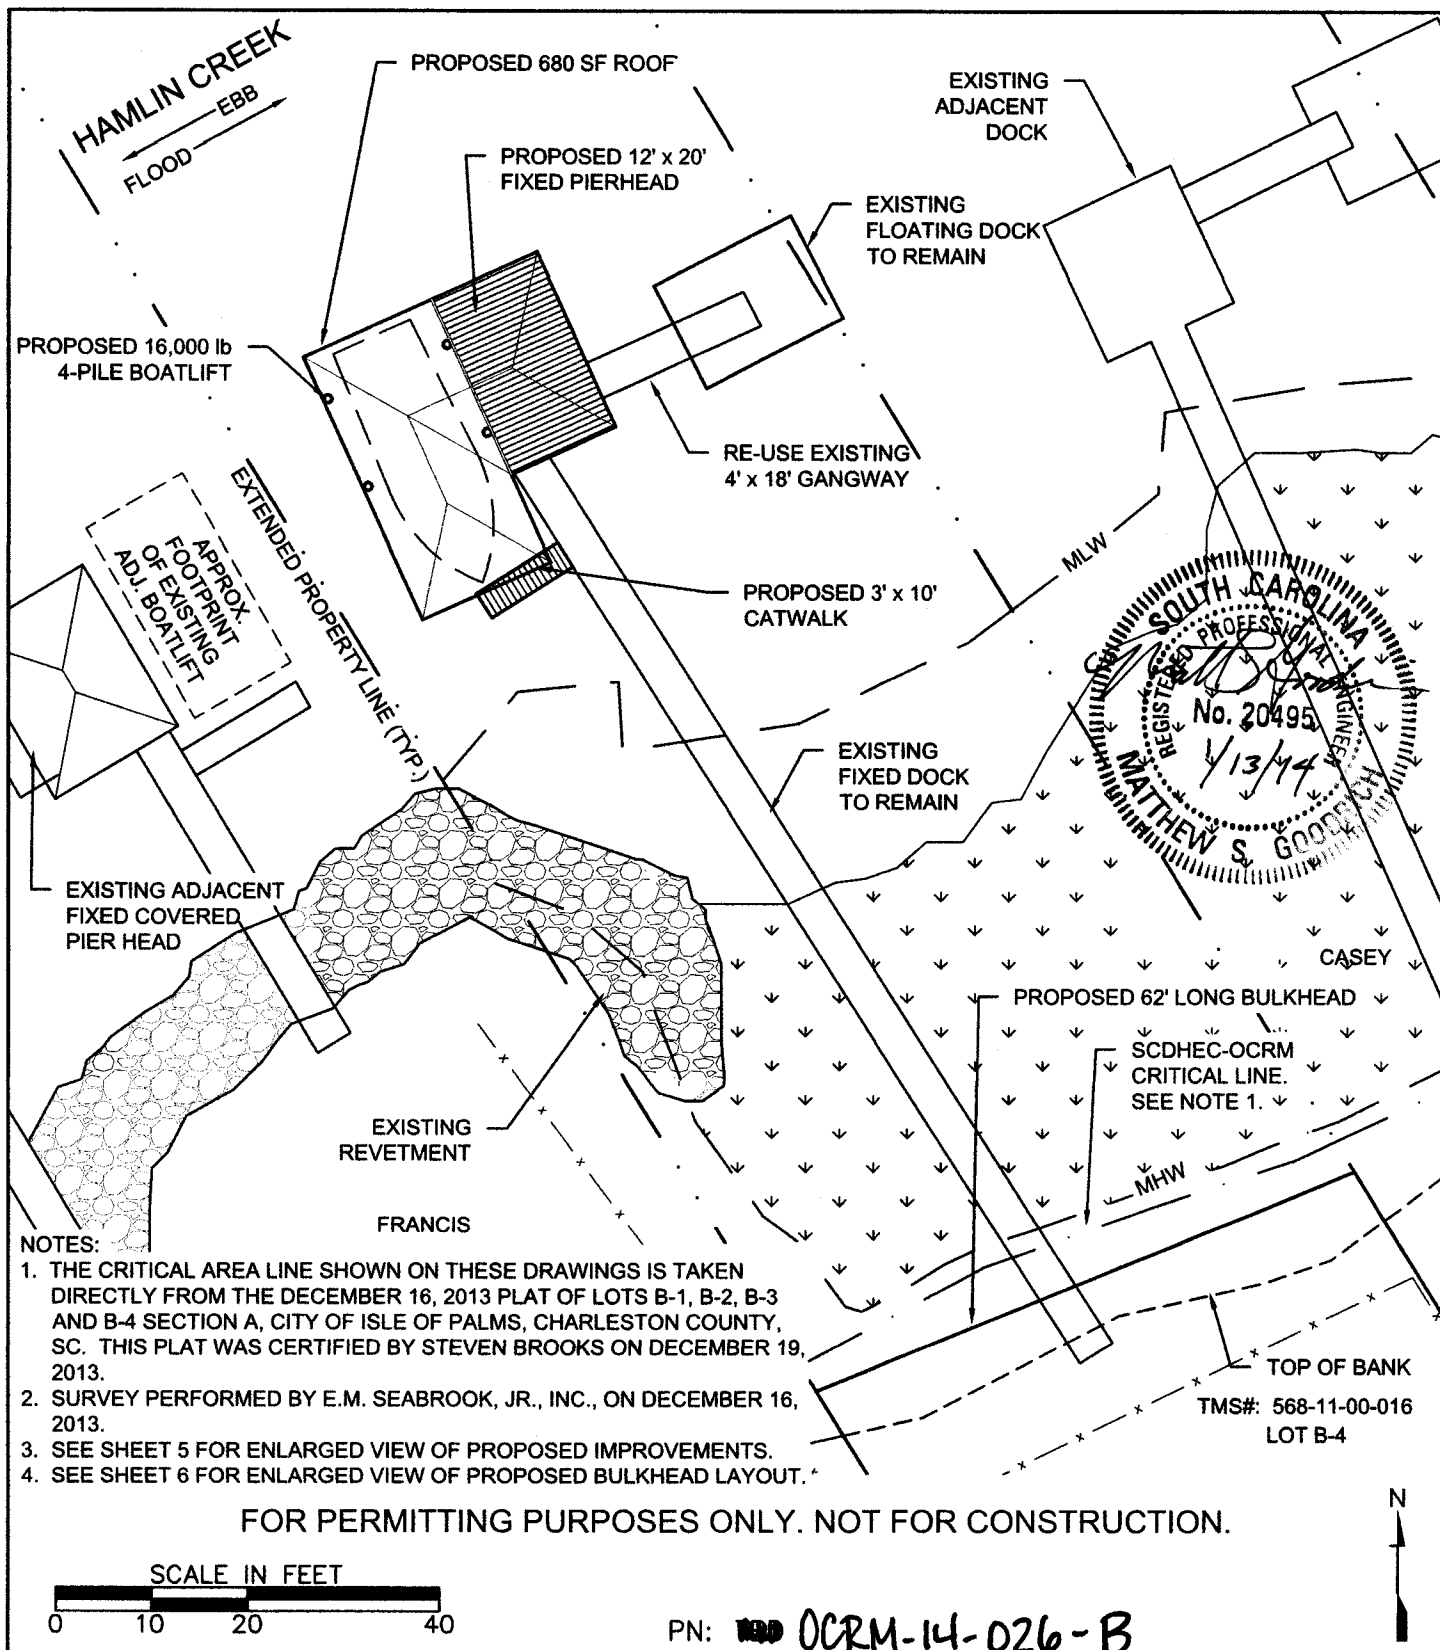 HAMLIN CREEK
EBB
FLOOD
PROPOSED 680 SF ROOF
PROPOSED 12' x 20'
FIXED PIERHEAD
EXISTING
ADJACENT
DOCK
EXISTING
FLOATING DOCK
TO REMAIN
PROPOSED 16,000 lb
4-PILE BOATLIFT
RE-USE EXISTING
4' x 18' GANGWAY
EXTENDED PROPERTY LINE (TYP.)
APPROX.
FOOTPRINT
OF EXISTING
ADJ. BOATLIFT
MLW
PROPOSED 3' x 10'
CATWALK
SOUTH CAROLINA
REGISTERED PROFESSIONAL ENGINEER
No. 20495
1/13/14
MATTHEW S. GOODRICH
EXISTING
FIXED DOCK
TO REMAIN
EXISTING ADJACENT
FIXED COVERED
PIER HEAD
CASEY
PROPOSED 62' LONG BULKHEAD
SCDHEC-OCRM
CRITICAL LINE.
SEE NOTE 1.
EXISTING
REVETMENT
MHW
FRANCIS
NOTES:
1. THE CRITICAL AREA LINE SHOWN ON THESE DRAWINGS IS TAKEN
DIRECTLY FROM THE DECEMBER 16, 2013 PLAT OF LOTS B-1, B-2, B-3
AND B-4 SECTION A, CITY OF ISLE OF PALMS, CHARLESTON COUNTY,
SC. THIS PLAT WAS CERTIFIED BY STEVEN BROOKS ON DECEMBER 19,
2013.
2. SURVEY PERFORMED BY E.M. SEABROOK, JR., INC., ON DECEMBER 16,
2013.
3. SEE SHEET 5 FOR ENLARGED VIEW OF PROPOSED IMPROVEMENTS.
4. SEE SHEET 6 FOR ENLARGED VIEW OF PROPOSED BULKHEAD LAYOUT.
TOP OF BANK
TMS#: 568-11-00-016
LOT B-4
FOR PERMITTING PURPOSES ONLY. NOT FOR CONSTRUCTION.
N
SCALE IN FEET
0 10 20 40
PN: OCRM-14-026-B